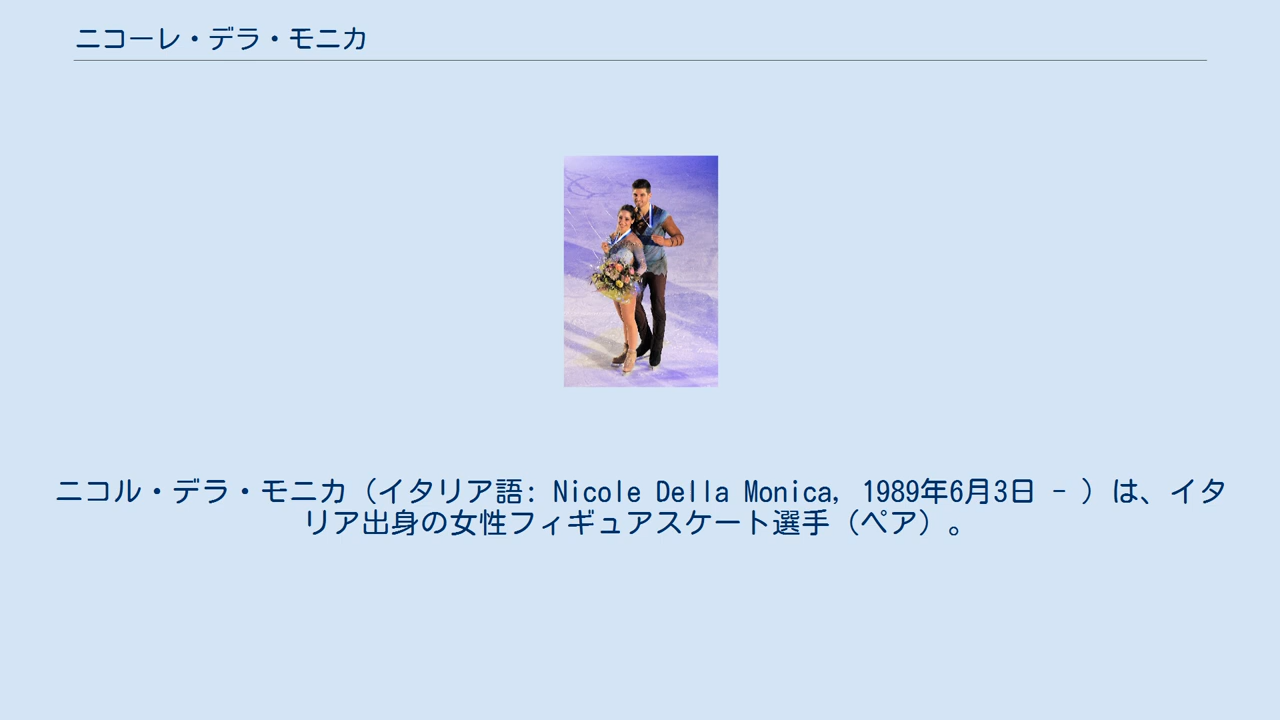 ニコーレ・デラ・モニカ
ニコル・デラ・モニカ（イタリア語: Nicole Della Monica, 1989年6月3日 - ）は、イタ
リア出身の女性フィギュアスケート選手（ペア）。